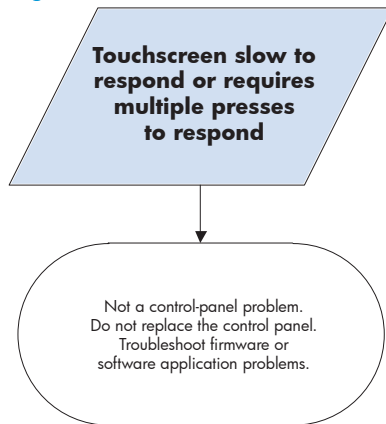 Touchscreen slow to
respond or requires
multiple presses
to respond
Not a control-panel problem.
Do not replace the control panel.
Troubleshoot firmware or
software application problems.